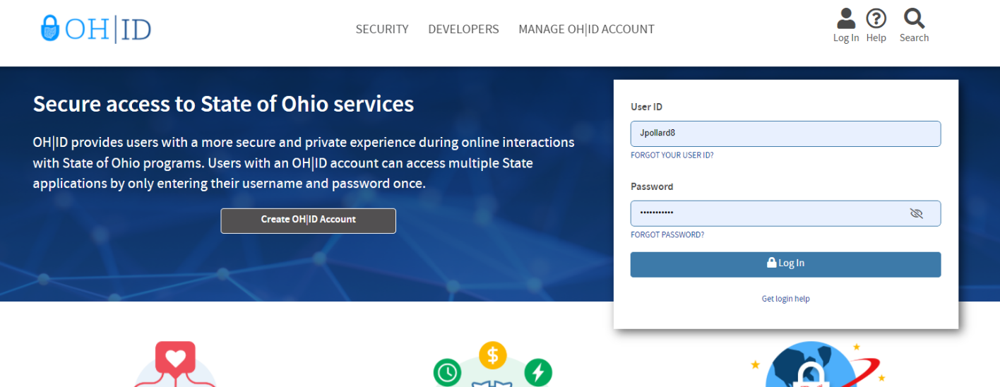 OH|ID
SECURITY
DEVELOPERS
MANAGE OH|ID ACCOUNT
Log In
Help
Search
Secure access to State of Ohio services
OH|ID provides users with a more secure and private experience during online interactions
with State of Ohio programs. Users with an OH|ID account can access multiple State
applications by only entering their username and password once.
Create OH|ID Account
User ID
Jpollard8
FORGOT YOUR USER ID?
Password
•••••••••••
FORGOT PASSWORD?
Log In
Get login help
$